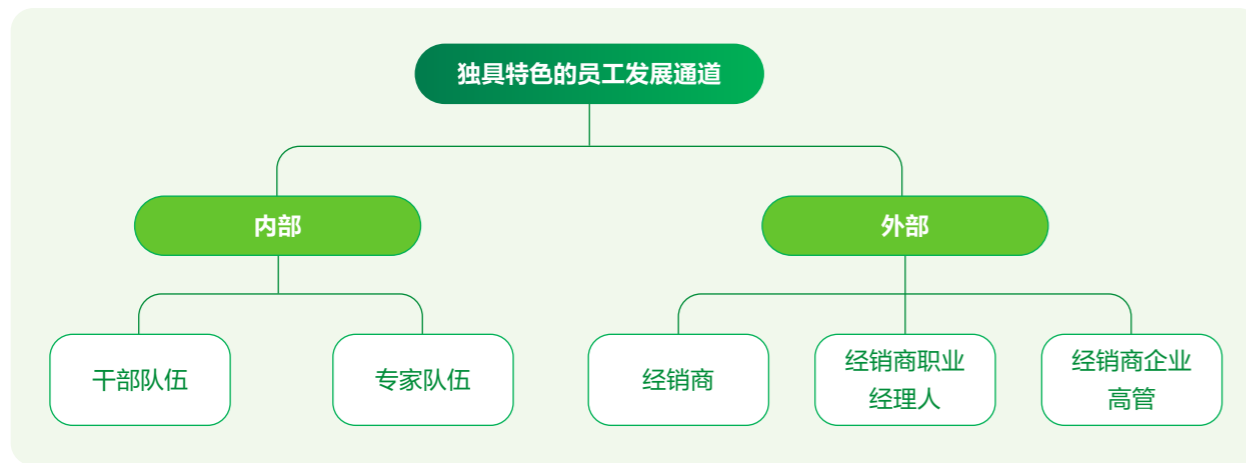 独具特色的员工发展通道
内部
外部
干部队伍
专家队伍
经销商
经销商职业
经理人
经销商企业
高管